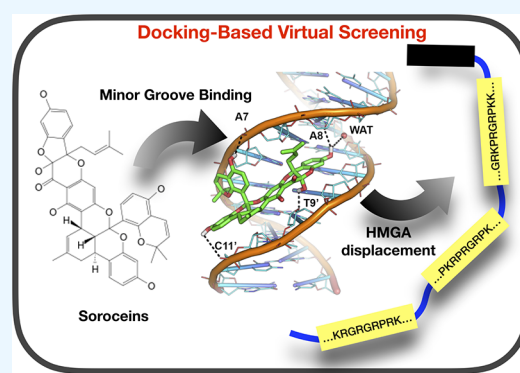 Docking-Based Virtual Screening
Minor Groove Binding
A7
A8
WAT
T9'
C11'
HMGA
displacement
...GRKPRGRPKK...
...PKRPRGRPK...
...KRGRGRPRK...
O
O
O
O
O
O
O
O
O
H
H
H
O
O
O
Soroceins